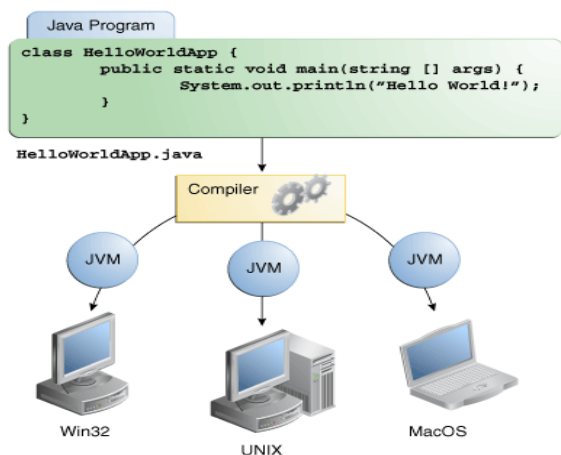 Java Program
class HelloWorldApp {
public static void main(string [] args) {
System.out.println(”Hello World!”);
}
}
HelloWorldApp.java
Compiler
JVM
JVM
JVM
Win32
UNIX
MacOS